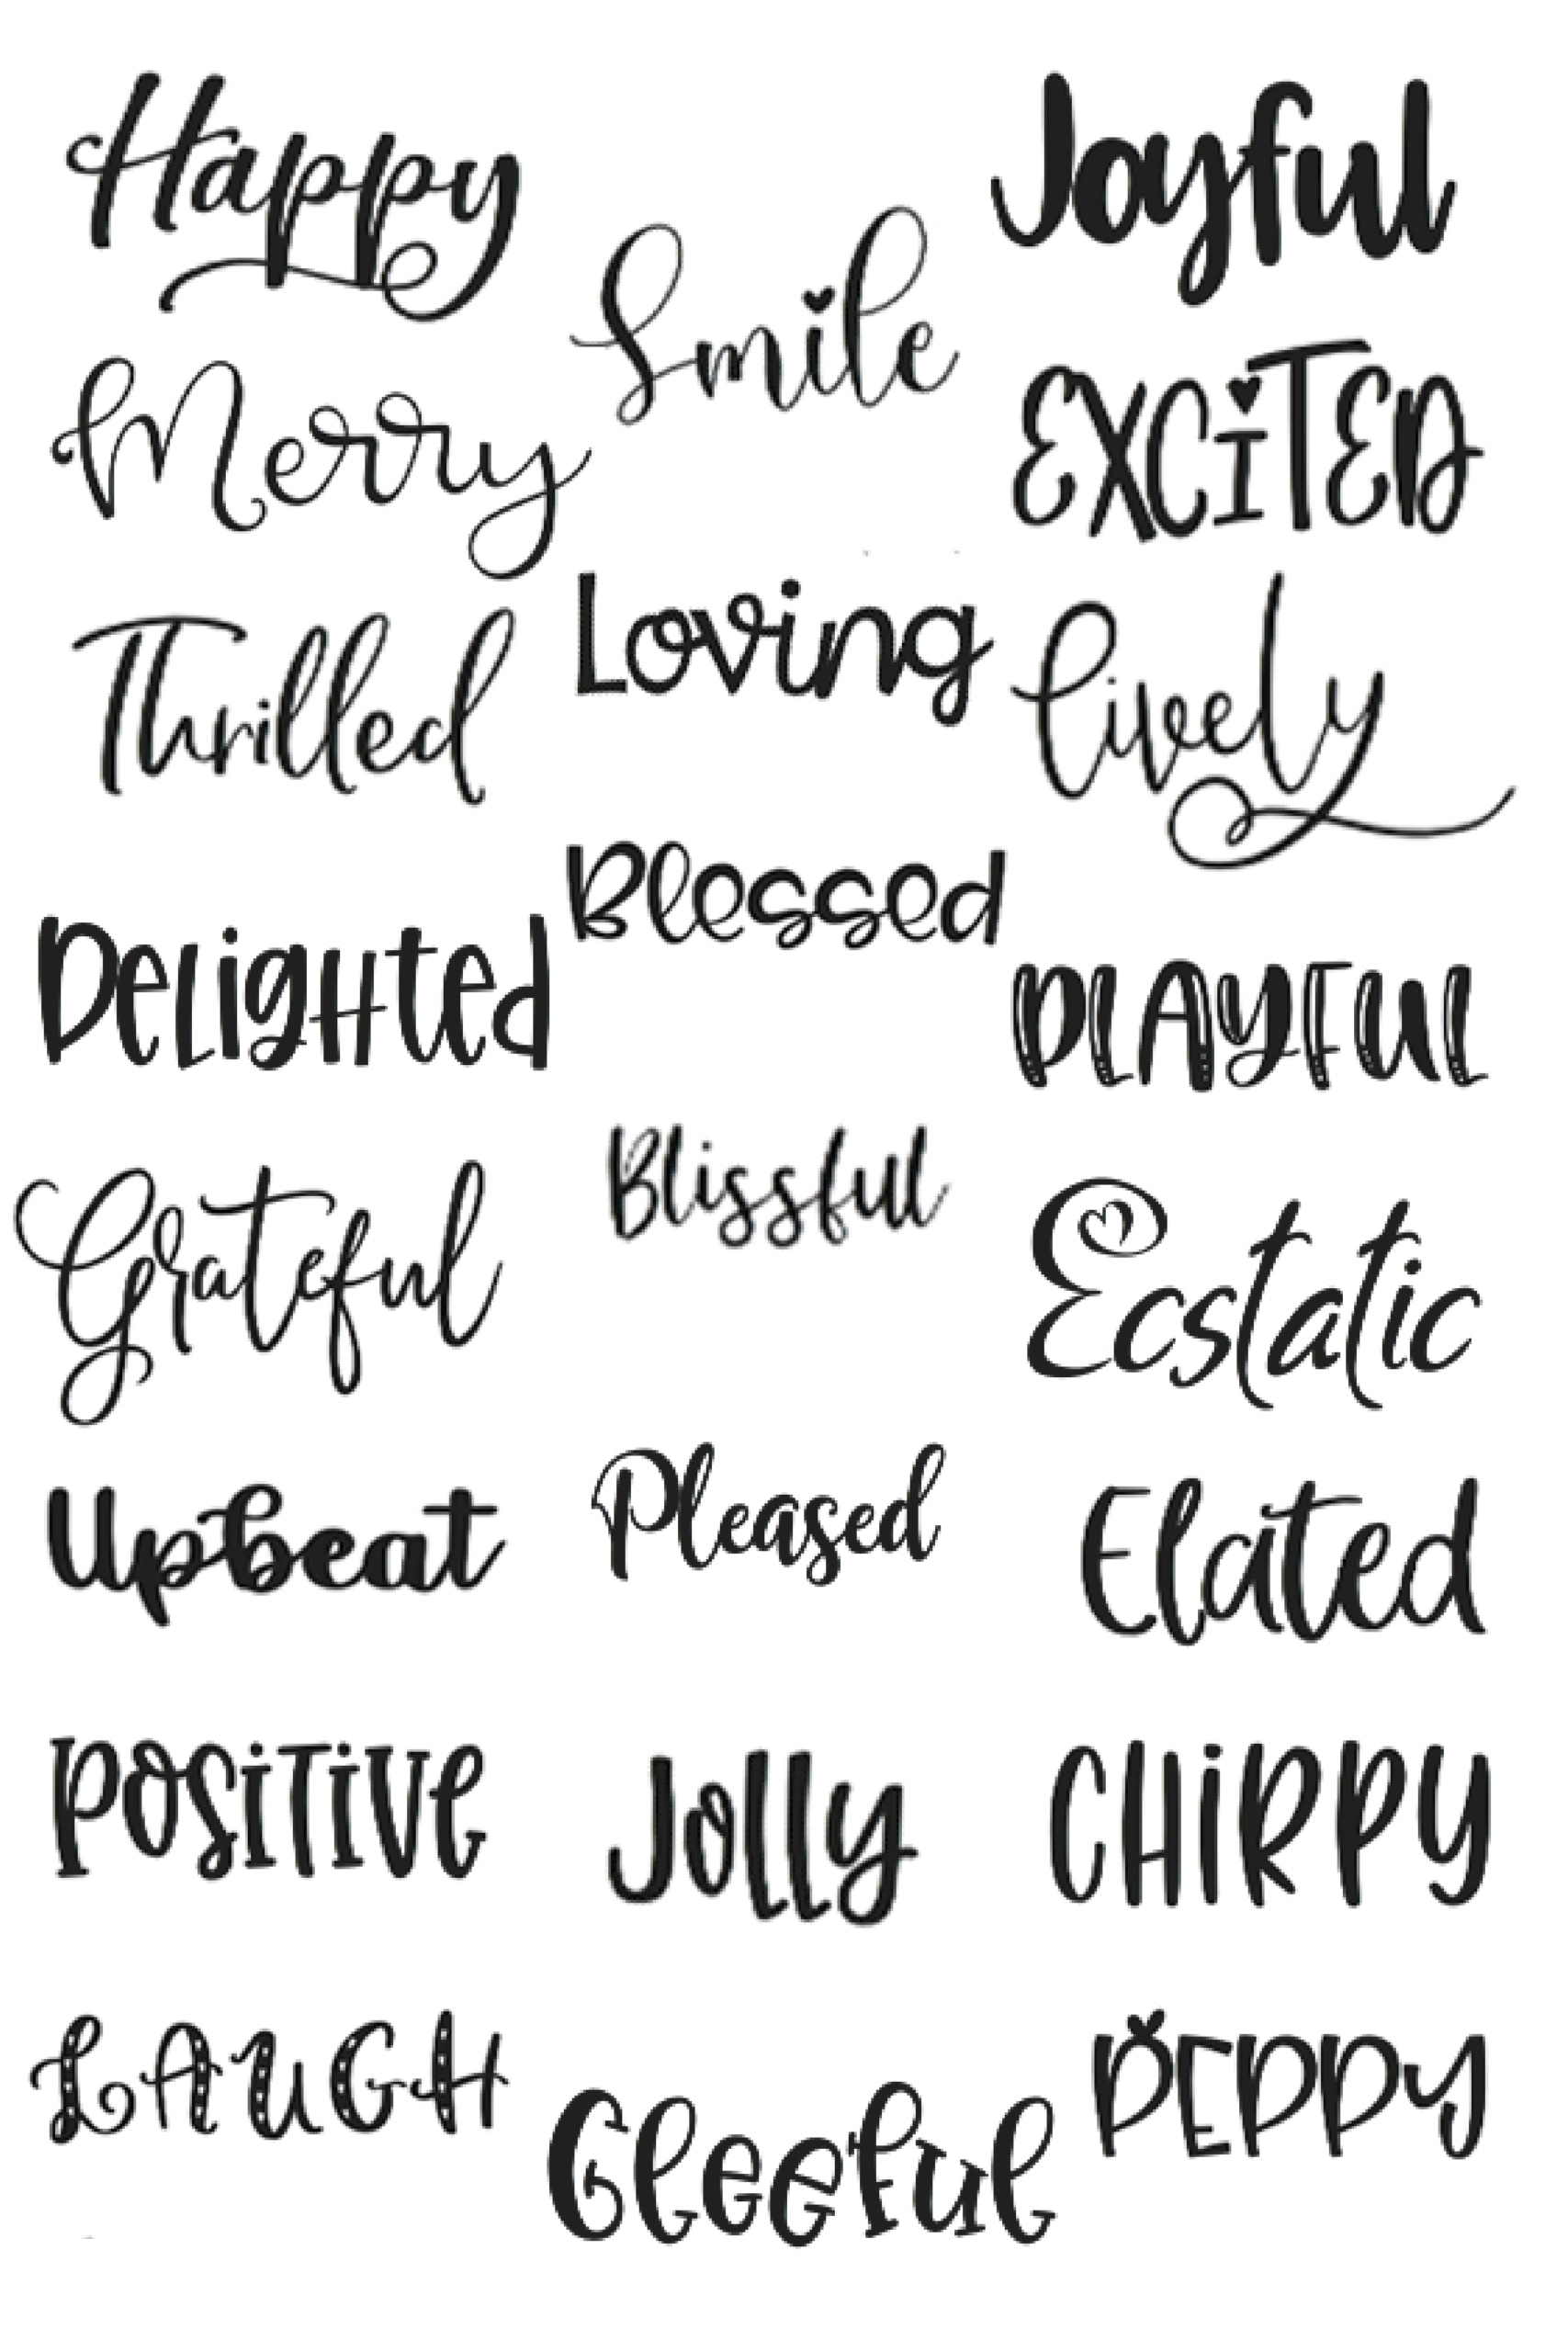 Happy
Joyful
Smile
Merry
EXCiTED
Loving
Thrilled
lively
Blessed
DeLigHted
PLAYFUL
Blissful
Grateful
Ecstatic
Pleased
Upbeat
Elated
POSiTiVe
Jolly
CHiRPY
LAUGH
Gleeful
PEPPY